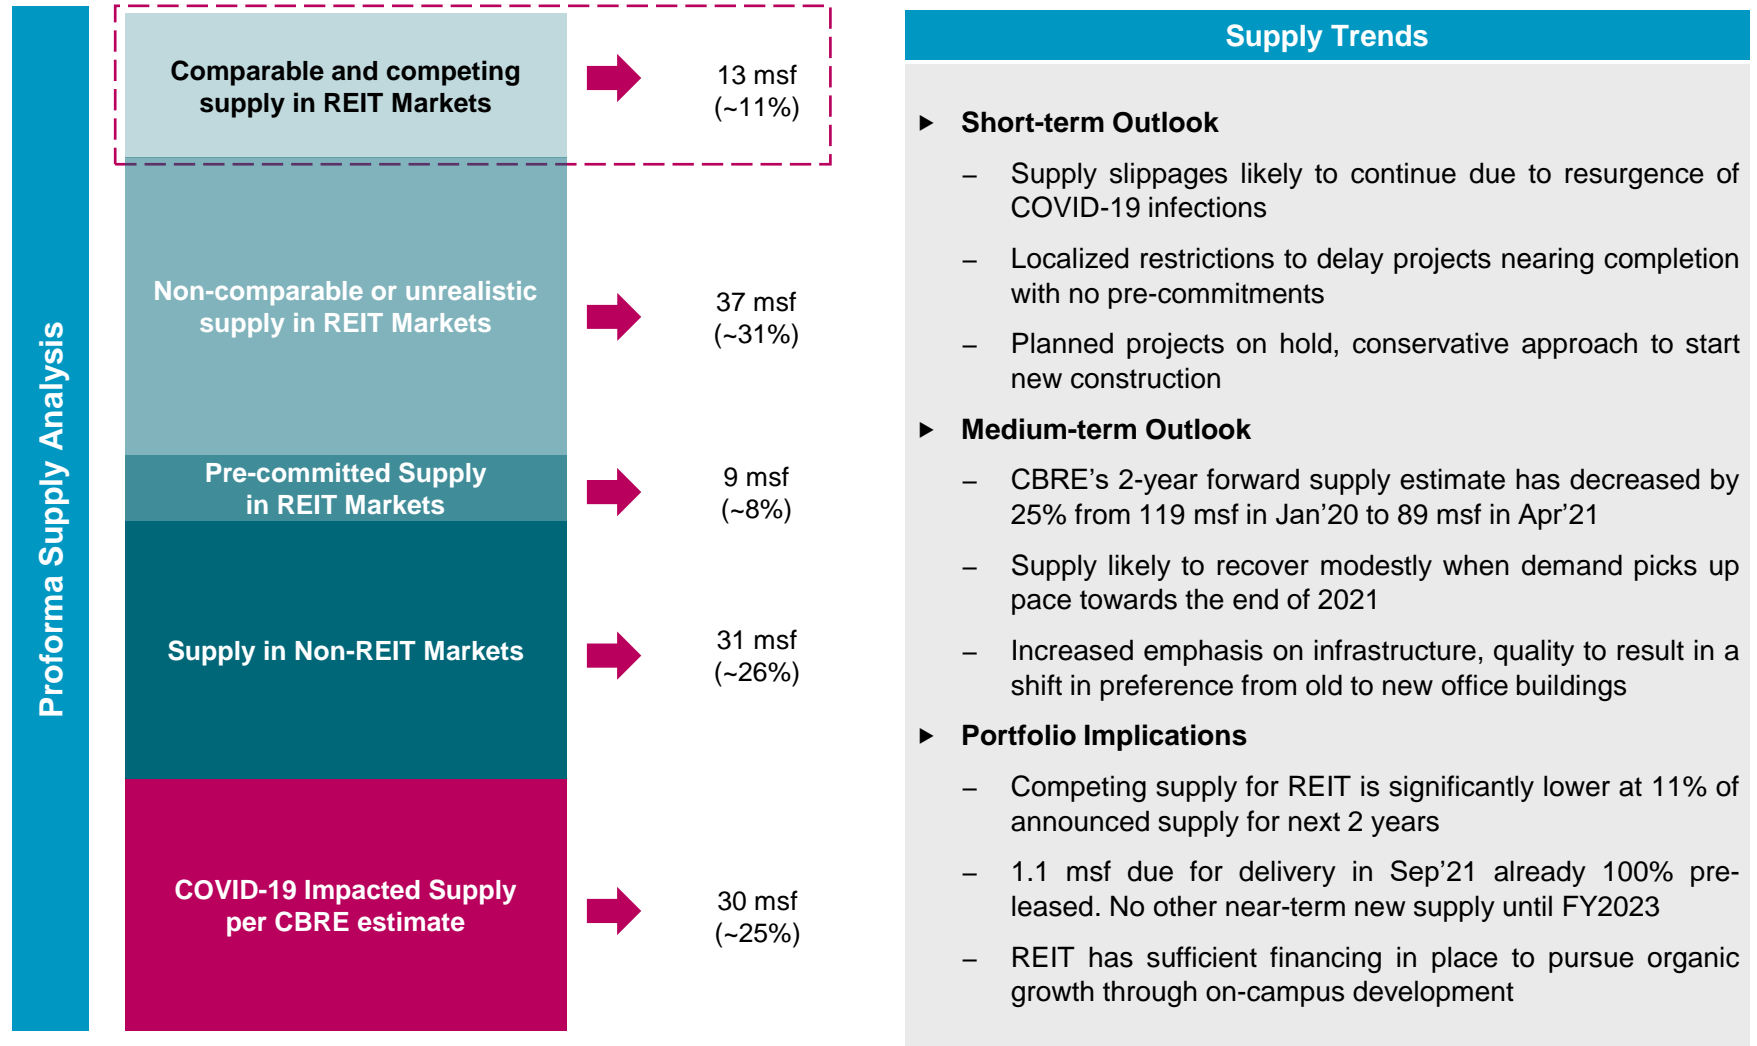 Proforma Supply Analysis
Comparable and competing
supply in REIT Markets
13 msf
(~11%)
Non-comparable or unrealistic
supply in REIT Markets
37 msf
(~31%)
Pre-committed Supply
in REIT Markets
9 msf
(~8%)
Supply in Non-REIT Markets
31 msf
(~26%)
COVID-19 Impacted Supply
per CBRE estimate
30 msf
(~25%)
Supply Trends
▶ Short-term Outlook
– Supply slippages likely to continue due to resurgence of
COVID-19 infections
– Localized restrictions to delay projects nearing completion
with no pre-commitments
– Planned projects on hold, conservative approach to start
new construction
▶ Medium-term Outlook
– CBRE’s 2-year forward supply estimate has decreased by
25% from 119 msf in Jan’20 to 89 msf in Apr’21
– Supply likely to recover modestly when demand picks up
pace towards the end of 2021
– Increased emphasis on infrastructure, quality to result in a
shift in preference from old to new office buildings
▶ Portfolio Implications
– Competing supply for REIT is significantly lower at 11% of
announced supply for next 2 years
– 1.1 msf due for delivery in Sep’21 already 100% pre-
leased. No other near-term new supply until FY2023
– REIT has sufficient financing in place to pursue organic
growth through on-campus development